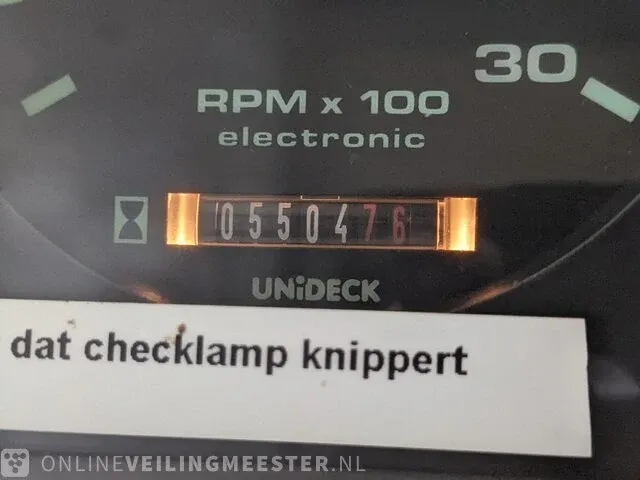 30
RPM x 100
electronic
0550476
UNiDECK
dat checklamp knippert
ONLINEVEILINGMEESTER.NL